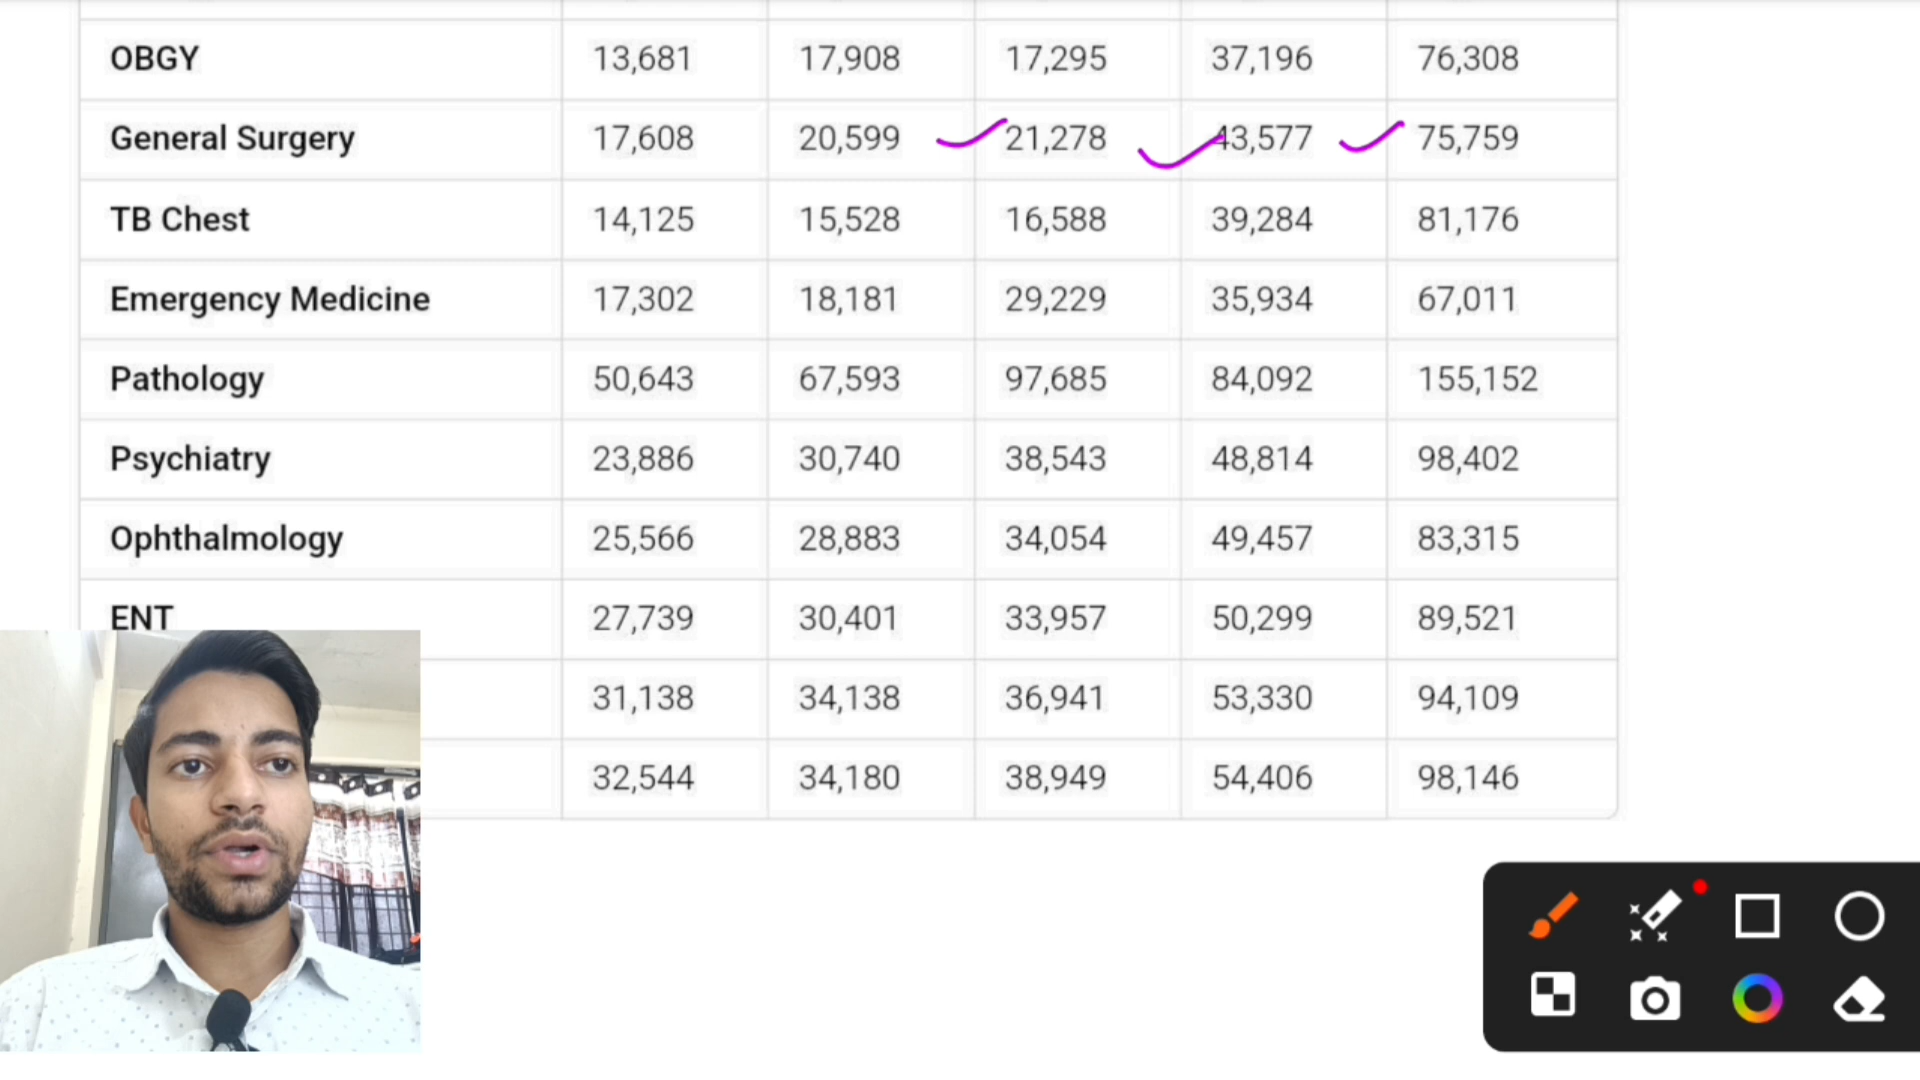 OBGY 13,681 17,908 17,295 37,196 76,308
General Surgery 17,608 20,599 21,278 43,577 75,759
TB Chest 14,125 15,528 16,588 39,284 81,176
Emergency Medicine 17,302 18,181 29,229 35,934 67,011
Pathology 50,643 67,593 97,685 84,092 155,152
Psychiatry 23,886 30,740 38,543 48,814 98,402
Ophthalmology 25,566 28,883 34,054 49,457 83,315
ENT 27,739 30,401 33,957 50,299 89,521
31,138 34,138 36,941 53,330 94,109
32,544 34,180 38,949 54,406 98,146